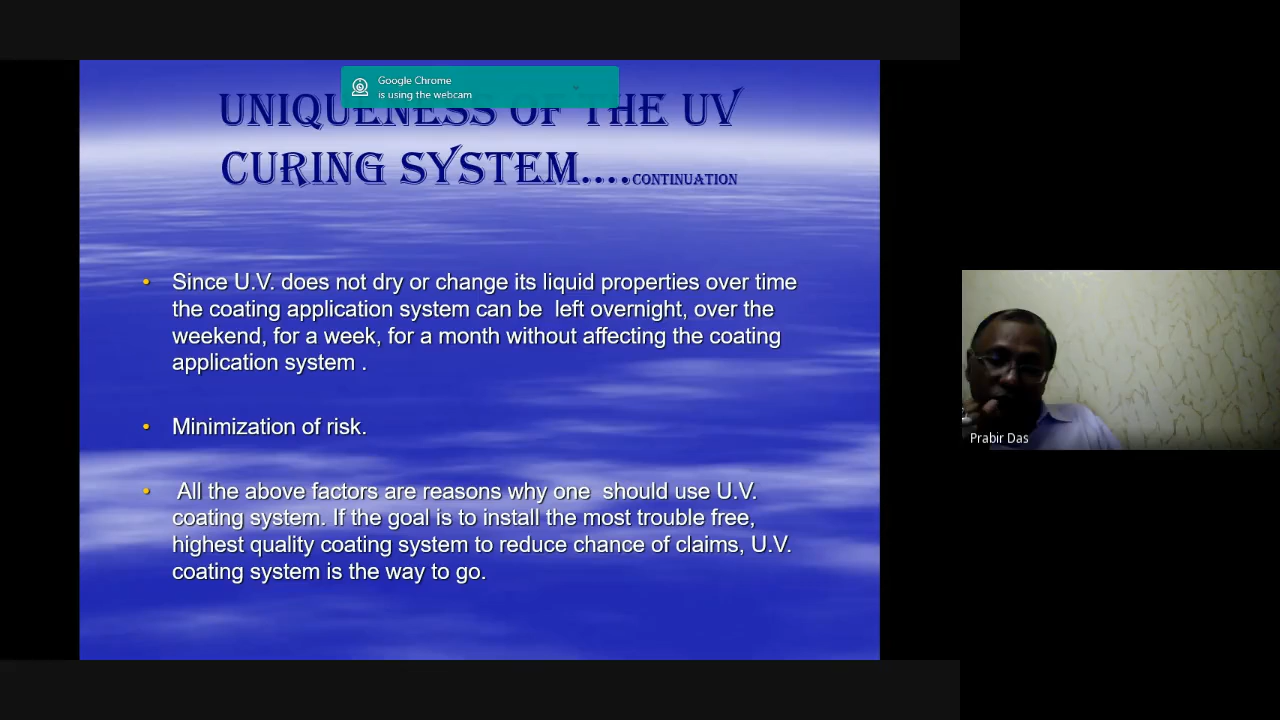 Google Chrome
is using the webcam
UNIQUENESS OF THE UV
CURING SYSTEM....CONTINUATION
• Since U.V. does not dry or change its liquid properties over time
the coating application system can be left overnight, over the
weekend, for a week, for a month without affecting the coating
application system .
• Minimization of risk.
• All the above factors are reasons why one should use U.V.
coating system. If the goal is to install the most trouble free,
highest quality coating system to reduce chance of claims, U.V.
coating system is the way to go.
Prabir Das